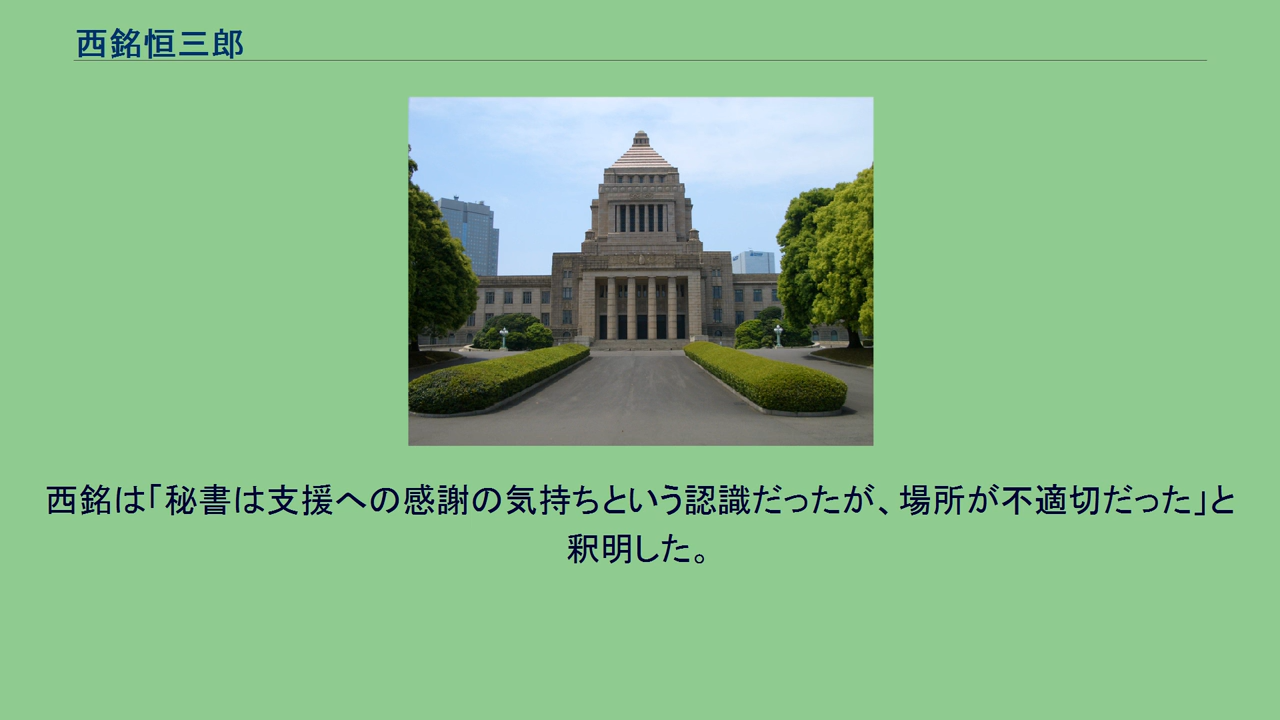 西銘恒三郎
西銘は「秘書は支援への感謝の気持ちという認識だったが、場所が不適切だった」と
釈明した。